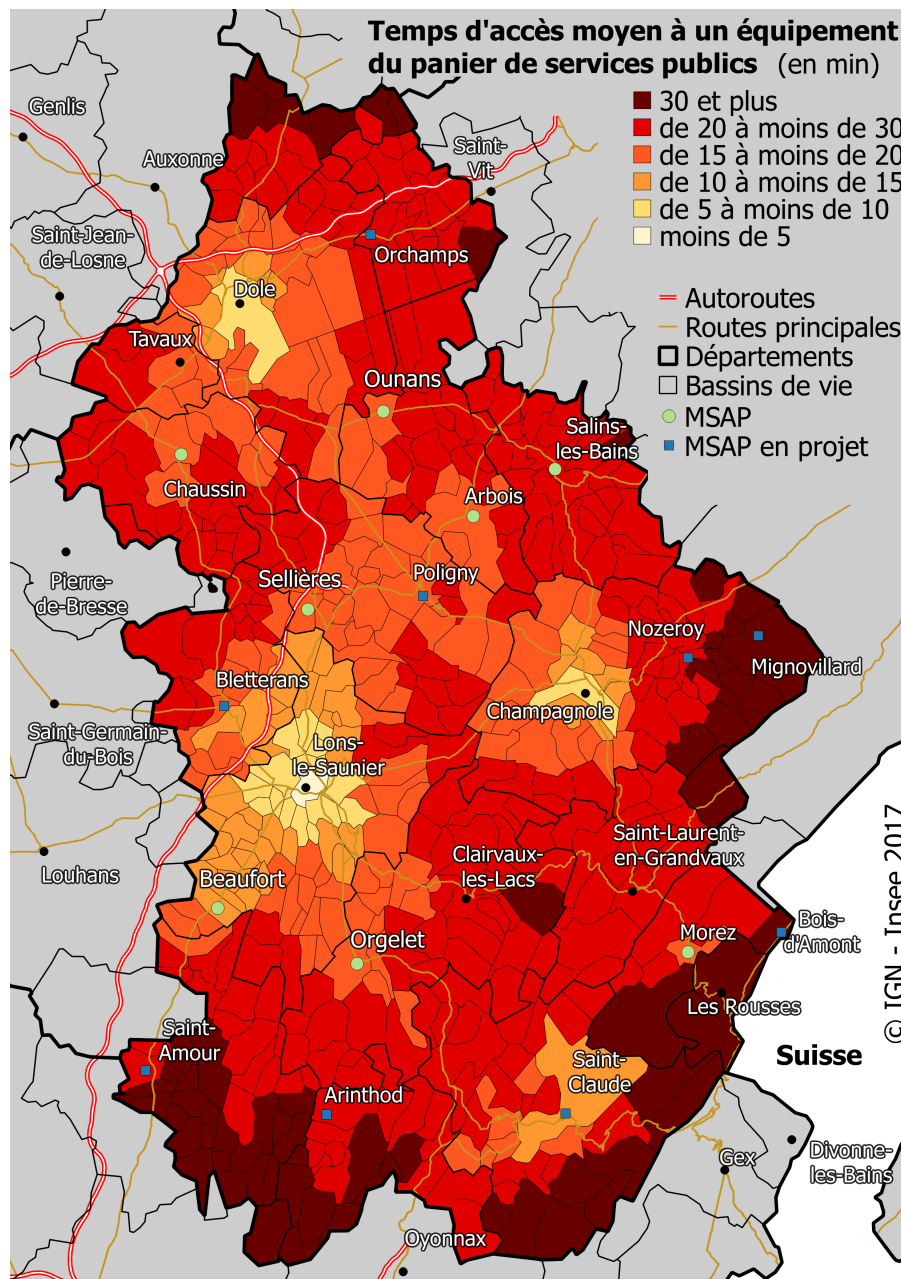 Temps d'accès moyen à un équipement
du panier de services publics (en min)
30 et plus
de 20 à moins de 30
de 15 à moins de 20
de 10 à moins de 15
de 5 à moins de 10
moins de 5
Autoroutes
Routes principales
Départements
Bassins de vie
MSAP
MSAP en projet
Genlis
Auxonne
Saint-
Vit
Saint-Jean-
de-Losne
Orchamps
Dole
Tavaux
Ounans
Salins-
les-Bains
Chaussin
Arbois
Pierre-
de-Bresse
Sellières
Poligny
Nozeroy
Mignovillard
Bletterans
Champagnole
Saint-Germain-
du-Bois
Lons-
le-Saunier
Saint-Laurent-
en-Grandvaux
Clairvaux-
les-Lacs
Louhans
Beaufort
Bois-
d'Amont
Orgelet
Morez
Les Rousses
© IGN - Insee 2017
Saint-
Amour
Suisse
Saint-
Claude
Arinthod
Gex
Divonne-
les-Bains
Oyonnax